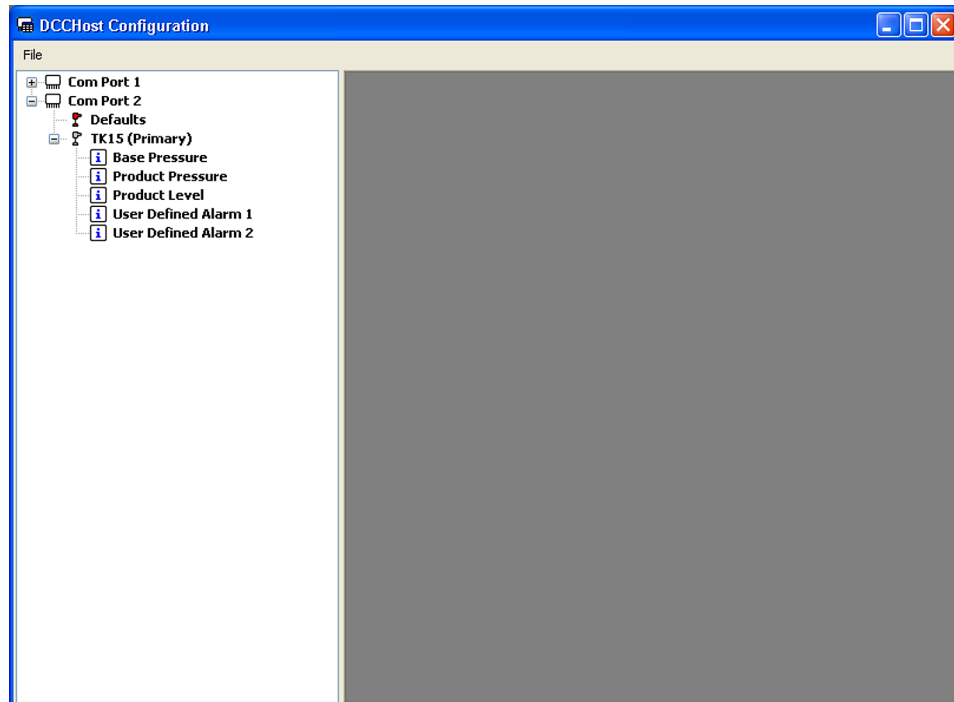 DCCHost Configuration
File
Com Port 1
Com Port 2
Defaults
TK15 (Primary)
i Base Pressure
i Product Pressure
i Product Level
i User Defined Alarm 1
i User Defined Alarm 2